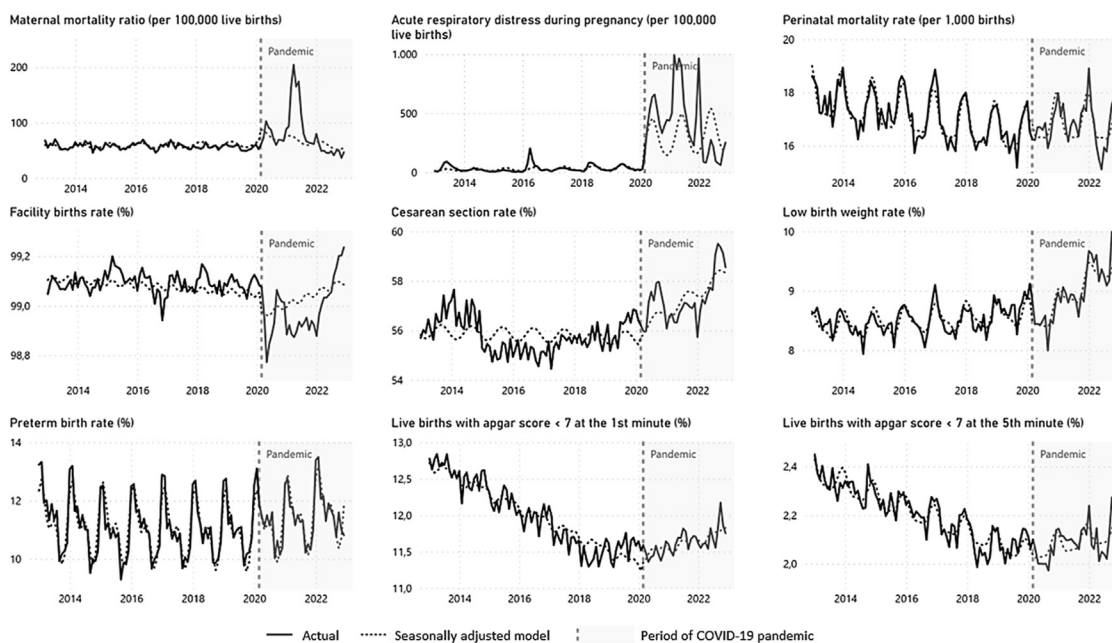 Maternal mortality ratio (per 100,000 live births)
Acute respiratory distress during pregnancy (per 100,000
live births)
Perinatal mortality rate (per 1,000 births)
200
100
0
Pandemic
2014 2016 2018 2020 2022
1.000
500
0
Pandemic
2014 2016 2018 2020 2022
20
18
16
Pandemic
2014 2016 2018 2020 2022
Facility births rate (%)
Cesarean section rate (%)
Low birth weight rate (%)
99,2
99,0
98,8
Pandemic
2014 2016 2018 2020 2022
60
58
56
54
Pandemic
2014 2016 2018 2020 2022
10
9
8
Pandemic
2014 2016 2018 2020 2022
Preterm birth rate (%)
Live births with apgar score < 7 at the 1st minute (%)
Live births with apgar score < 7 at the 5th minute (%)
14
12
10
Pandemic
2014 2016 2018 2020 2022
13,0
12,5
12,0
11,5
11,0
Pandemic
2014 2016 2018 2020 2022
2,4
2,2
2,0
Pandemic
2014 2016 2018 2020 2022
Actual Seasonally adjusted model Period of COVID-19 pandemic